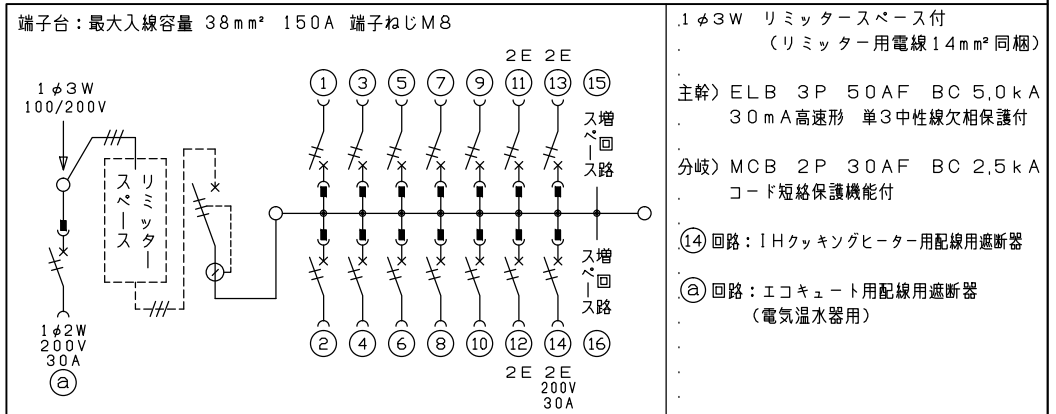 端子台：最大入線容量 38mm² 150A 端子ねじM8
1φ3W
100/200V
リミッタースペース
1φ2W
200V
30A
ⓐ
2E 2E
① ③ ⑤ ⑦ ⑨ ⑪ ⑬ ⑮
増回路スペース
増回路スペース
② ④ ⑥ ⑧ ⑩ ⑫ ⑭ ⑯
2E 2E
200V
30A
1φ3W リミッタースペース付
（リミッター用電線14mm²同梱）
主幹）ELB 3P 50AF BC 5.0kA
30mA高速形 単3中性線欠相保護付
分岐）MCB 2P 30AF BC 2.5kA
コード短絡保護機能付
⑭回路：IHクッキングヒーター用配線用遮断器
ⓐ回路：エコキュート用配線用遮断器
（電気温水器用）